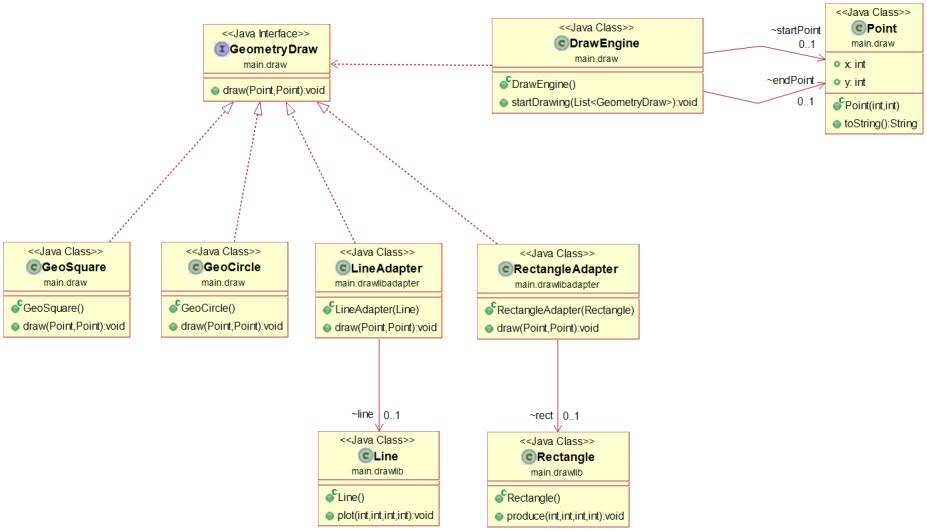 <<Java Interface>>
GeometryDraw
main.draw
draw(Point,Point):void
<<Java Class>>
DrawEngine
main.draw
DrawEngine()
startDrawing(List<GeometryDraw>):void
~startPoint
0..1
~endPoint
0..1
<<Java Class>>
Point
main.draw
x: int
y: int
Point(int,int)
toString():String
<<Java Class>>
GeoSquare
main.draw
GeoSquare()
draw(Point,Point):void
<<Java Class>>
GeoCircle
main.draw
GeoCircle()
draw(Point,Point):void
<<Java Class>>
LineAdapter
main.drawlibadapter
LineAdapter(Line)
draw(Point,Point):void
<<Java Class>>
RectangleAdapter
main.drawlibadapter
RectangleAdapter(Rectangle)
draw(Point,Point):void
~line 0..1
~rect 0..1
<<Java Class>>
Line
main.drawlib
Line()
plot(int,int,int,int):void
<<Java Class>>
Rectangle
main.drawlib
Rectangle()
produce(int,int,int,int):void